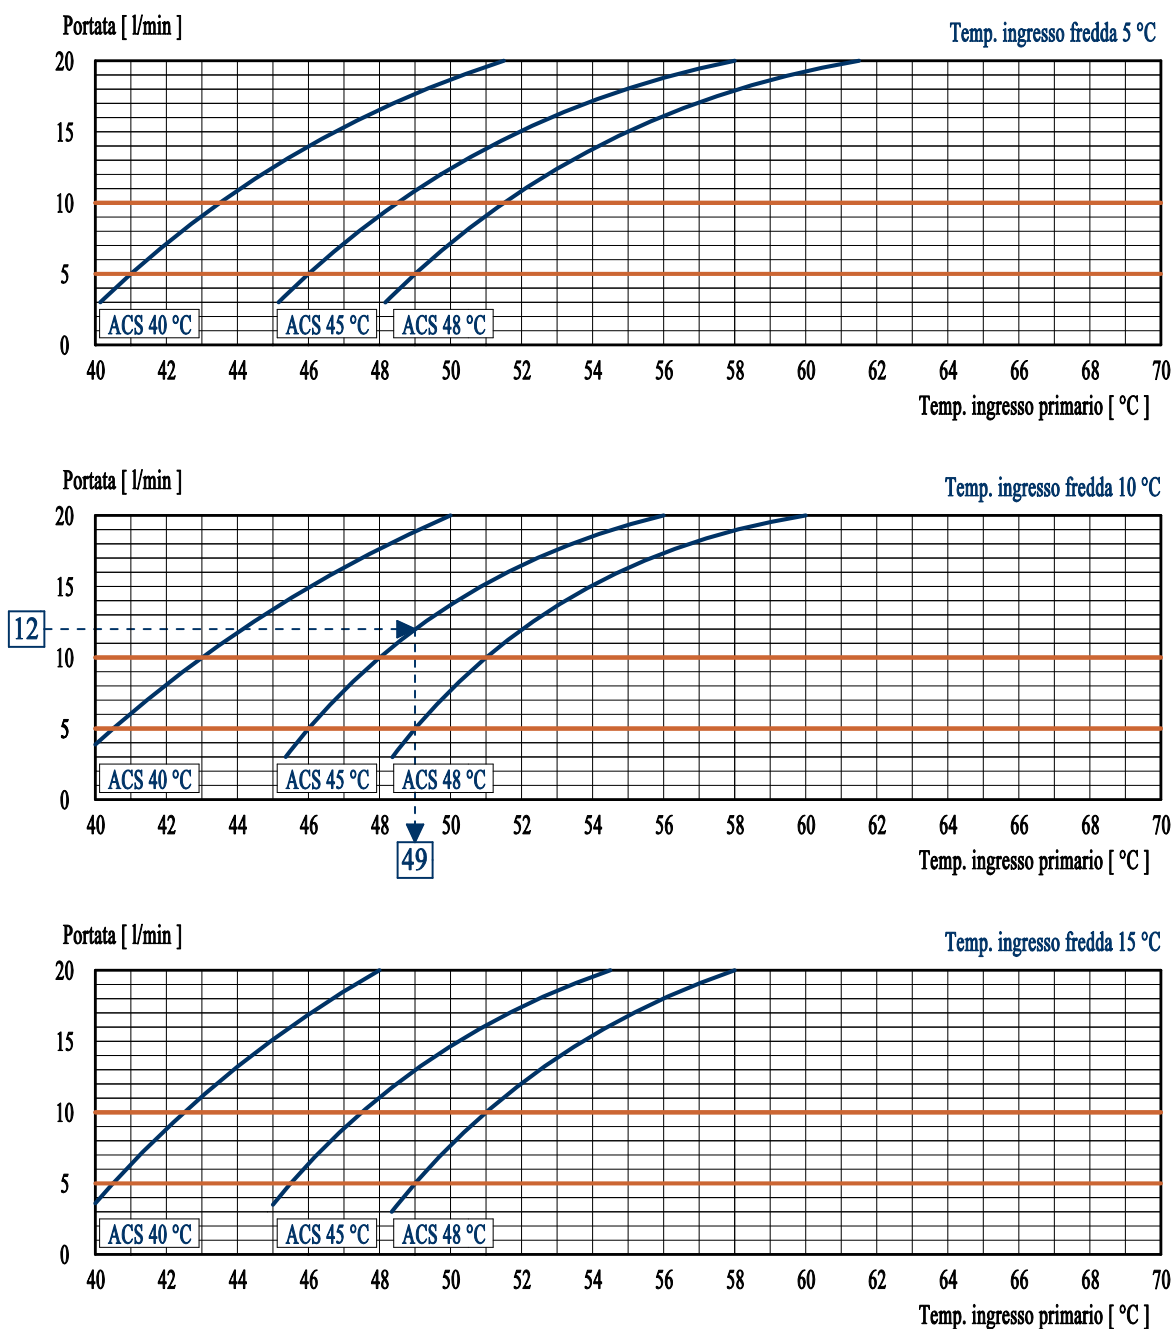 Portata [ l/min ]
Temp. ingresso fredda 5 °C
20
15
10
5
0
ACS 40 °C ACS 45 °C ACS 48 °C
40 42 44 46 48 50 52 54 56 58 60 62 64 66 68 70
Temp. ingresso primario [ °C ]
Portata [ l/min ]
Temp. ingresso fredda 10 °C
20
15
12
10
5
0
ACS 40 °C ACS 45 °C ACS 48 °C
40 42 44 46 48 50 52 54 56 58 60 62 64 66 68 70
49
Temp. ingresso primario [ °C ]
Portata [ l/min ]
Temp. ingresso fredda 15 °C
20
15
10
5
0
ACS 40 °C ACS 45 °C ACS 48 °C
40 42 44 46 48 50 52 54 56 58 60 62 64 66 68 70
Temp. ingresso primario [ °C ]